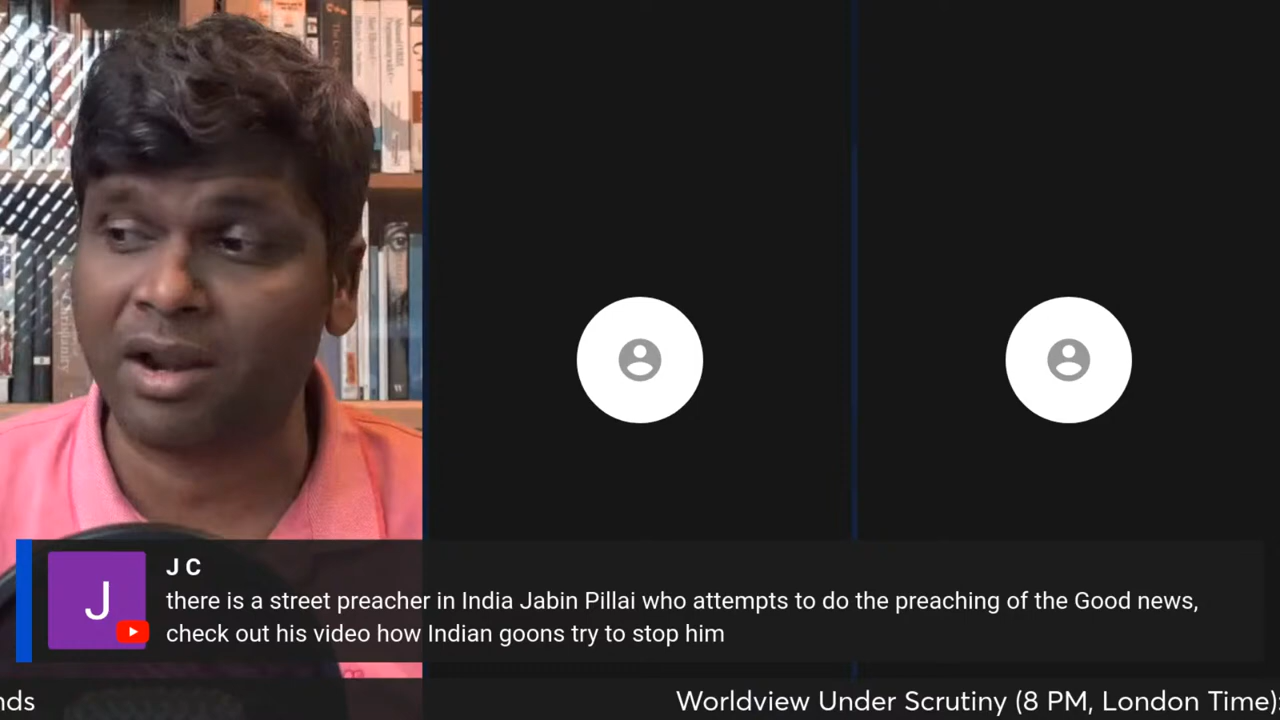 Christianity
J
J C
there is a street preacher in India Jabin Pillai who attempts to do the preaching of the Good news,
check out his video how Indian goons try to stop him
nds
Worldview Under Scrutiny (8 PM, London Time):